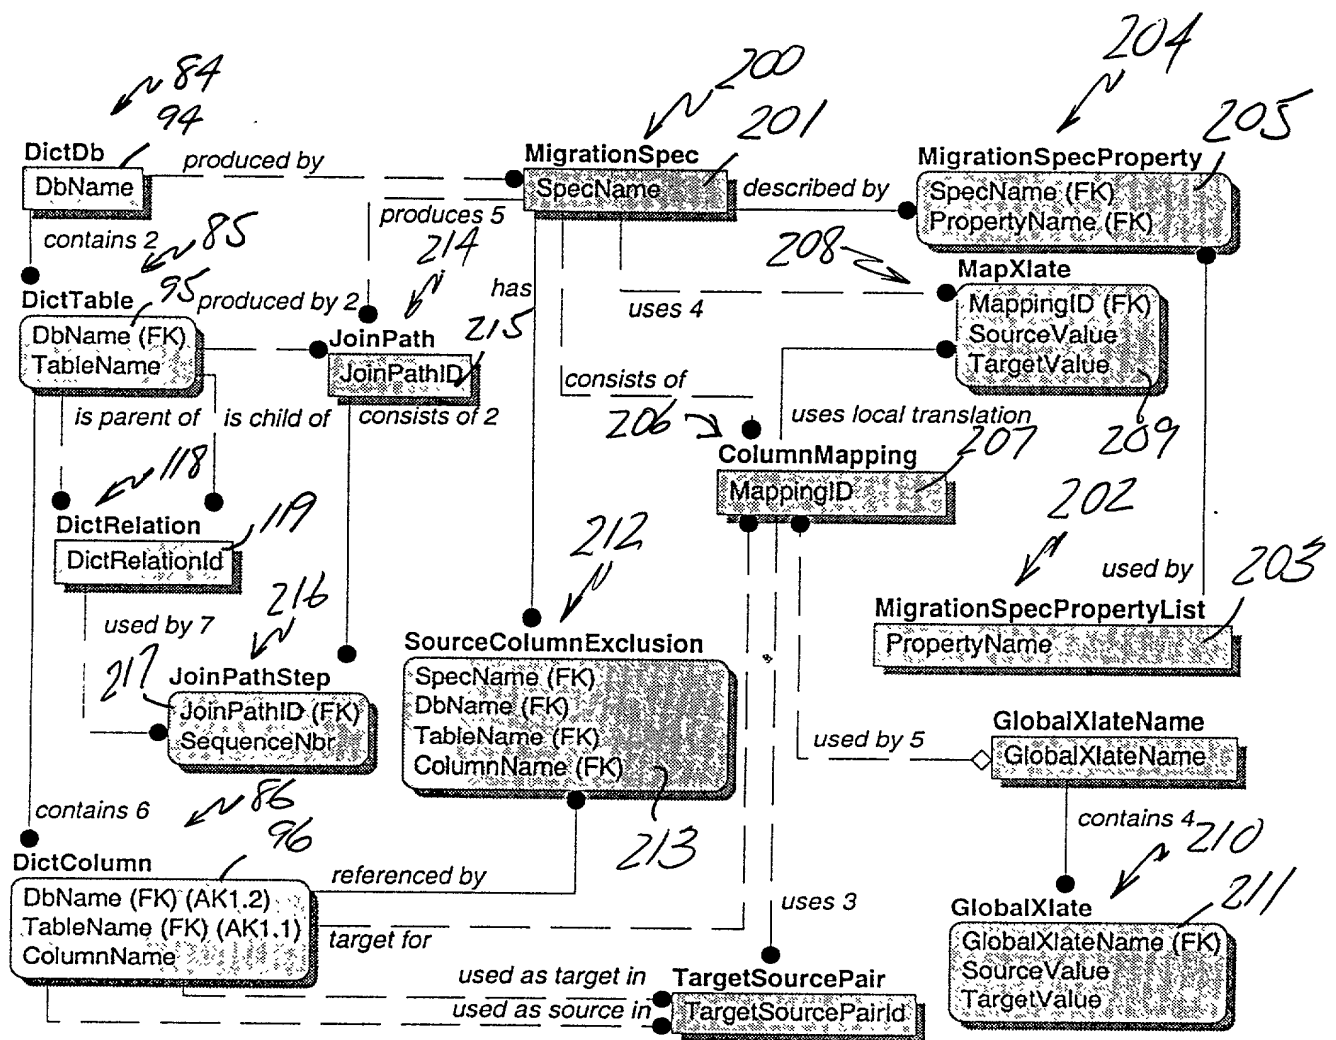 84
94
DictDb
DbName
produced by
200
201
MigrationSpec
SpecName
described by
204
205
MigrationSpecProperty
SpecName (FK)
PropertyName (FK)
contains 2
85
95
DictTable
DbName (FK)
TableName
produced by 2
produces 5
214
215
JoinPath
JoinPathID
has
uses 4
208
MapXlate
MappingID (FK)
SourceValue
TargetValue
209
consists of
uses local translation
206
ColumnMapping
MappingID
207
is parent of
is child of
consists of 2
118
DictRelation
DictRelationId
119
used by 7
216
217
JoinPathStep
JoinPathID (FK)
SequenceNbr
212
SourceColumnExclusion
SpecName (FK)
DbName (FK)
TableName (FK)
ColumnName (FK)
213
202
used by
203
MigrationSpecPropertyList
PropertyName
used by 5
GlobalXlateName
GlobalXlateName
contains 4
210
211
GlobalXlate
GlobalXlateName (FK)
SourceValue
TargetValue
contains 6
86
96
DictColumn
DbName (FK) (AK1.2)
TableName (FK) (AK1.1)
ColumnName
referenced by
target for
uses 3
used as target in
used as source in
TargetSourcePair
TargetSourcePairId